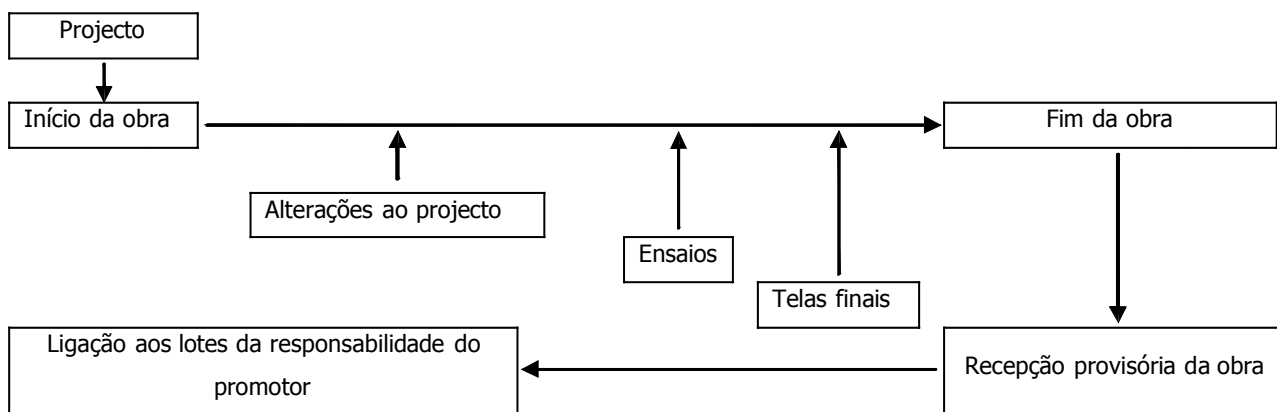 Projecto
Início da obra
Fim da obra
Alterações ao projecto
Ensaios
Telas finais
Ligação aos lotes da responsabilidade do
promotor
Recepção provisória da obra